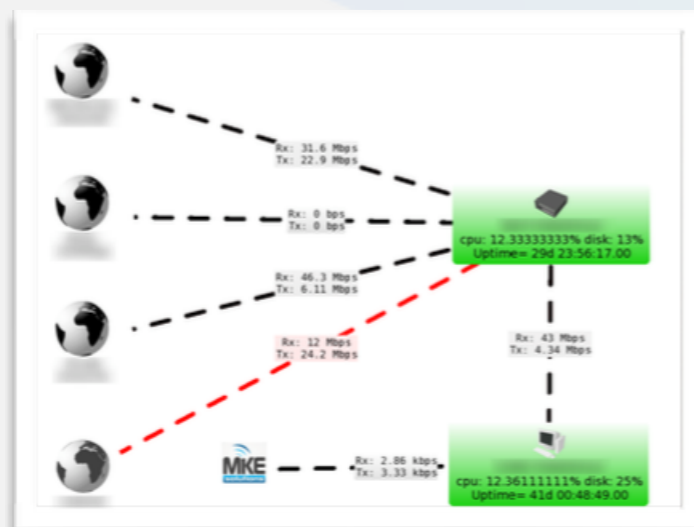 Rx: 31.6 Mbps
Tx: 22.9 Mbps
Rx: 0 bps
Tx: 0 bps
cpu: 12.33333333% disk: 13%
Uptime= 29d 23:56:17.00
Rx: 46.3 Mbps
Tx: 6.11 Mbps
Rx: 12 Mbps
Tx: 24.2 Mbps
Rx: 43 Mbps
Tx: 4.34 Mbps
MKE
Rx: 2.86 kbps
Tx: 3.33 kbps
cpu: 12.36111111% disk: 25%
Uptime= 41d 00:48:49.00